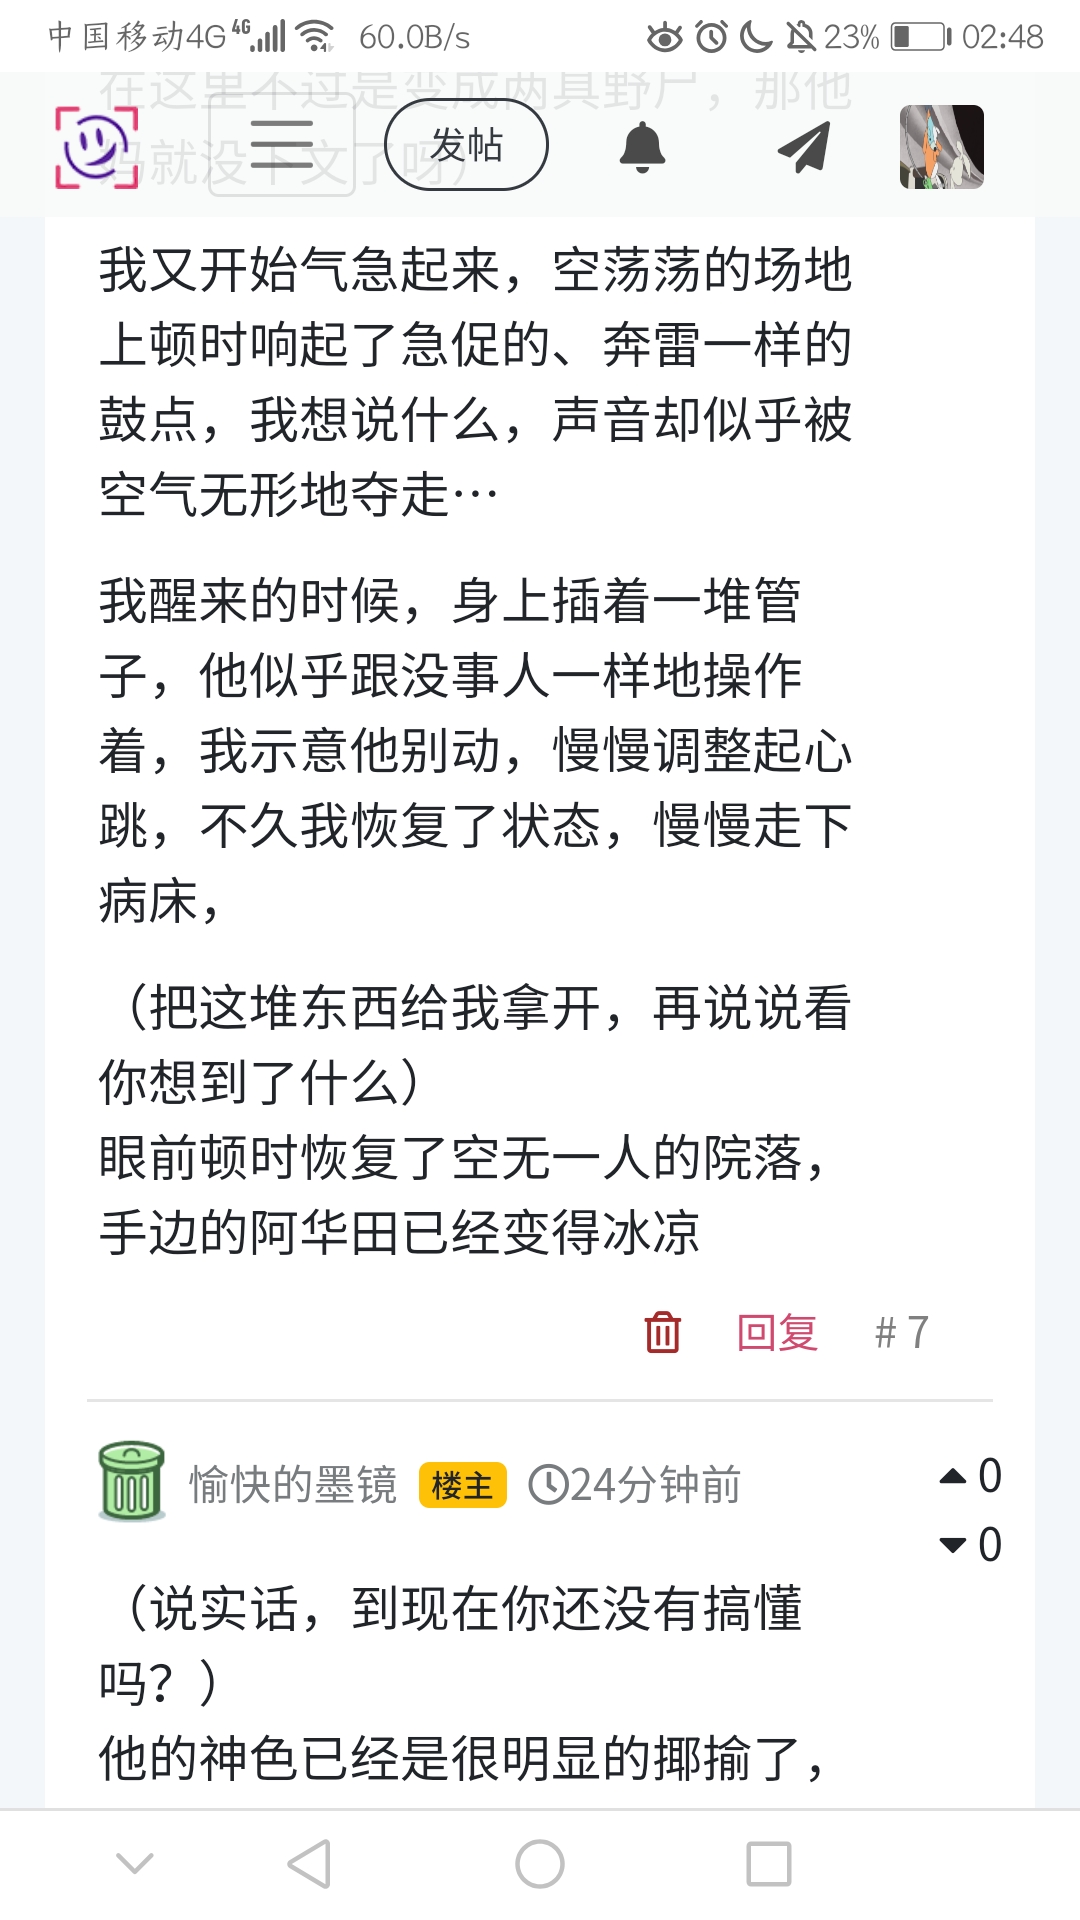 中国移动4G 4G 60.0B/s 23% 02:48
在这里不过是变成两具野尸，那他
妈就没下文了呀）
发帖
我又开始气急起来，空荡荡的场地
上顿时响起了急促的、奔雷一样的
鼓点，我想说什么，声音却似乎被
空气无形地夺走…
我醒来的时候，身上插着一堆管
子，他似乎跟没事人一样地操作
着，我示意他别动，慢慢调整起心
跳，不久我恢复了状态，慢慢走下
病床，
（把这堆东西给我拿开，再说说看
你想到了什么）
眼前顿时恢复了空无一人的院落，
手边的阿华田已经变得冰凉
回复 # 7
愉快的墨镜 楼主 24分钟前 0
0
（说实话，到现在你还没有搞懂
吗？）
他的神色已经是很明显的揶揄了，